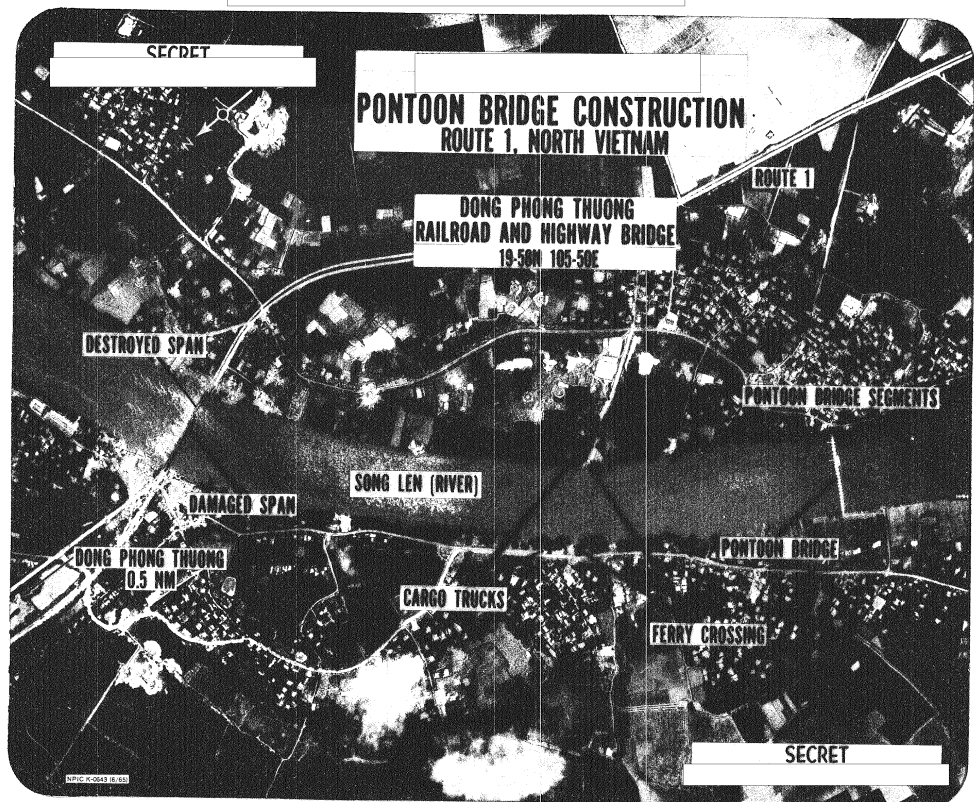 SECRET
PONTOON BRIDGE CONSTRUCTION
ROUTE 1, NORTH VIETNAM
N
ROUTE 1
DONG PHONG THUONG
RAILROAD AND HIGHWAY BRIDGE
19-58N 105-50E
DESTROYED SPAN
PONTOON BRIDGE SEGMENTS
SONG LEN (RIVER)
DAMAGED SPAN
PONTOON BRIDGE
DONG PHONG THUONG
0.5 NM
CARGO TRUCKS
FERRY CROSSING
SECRET
NPIC K-0643 (6/65)